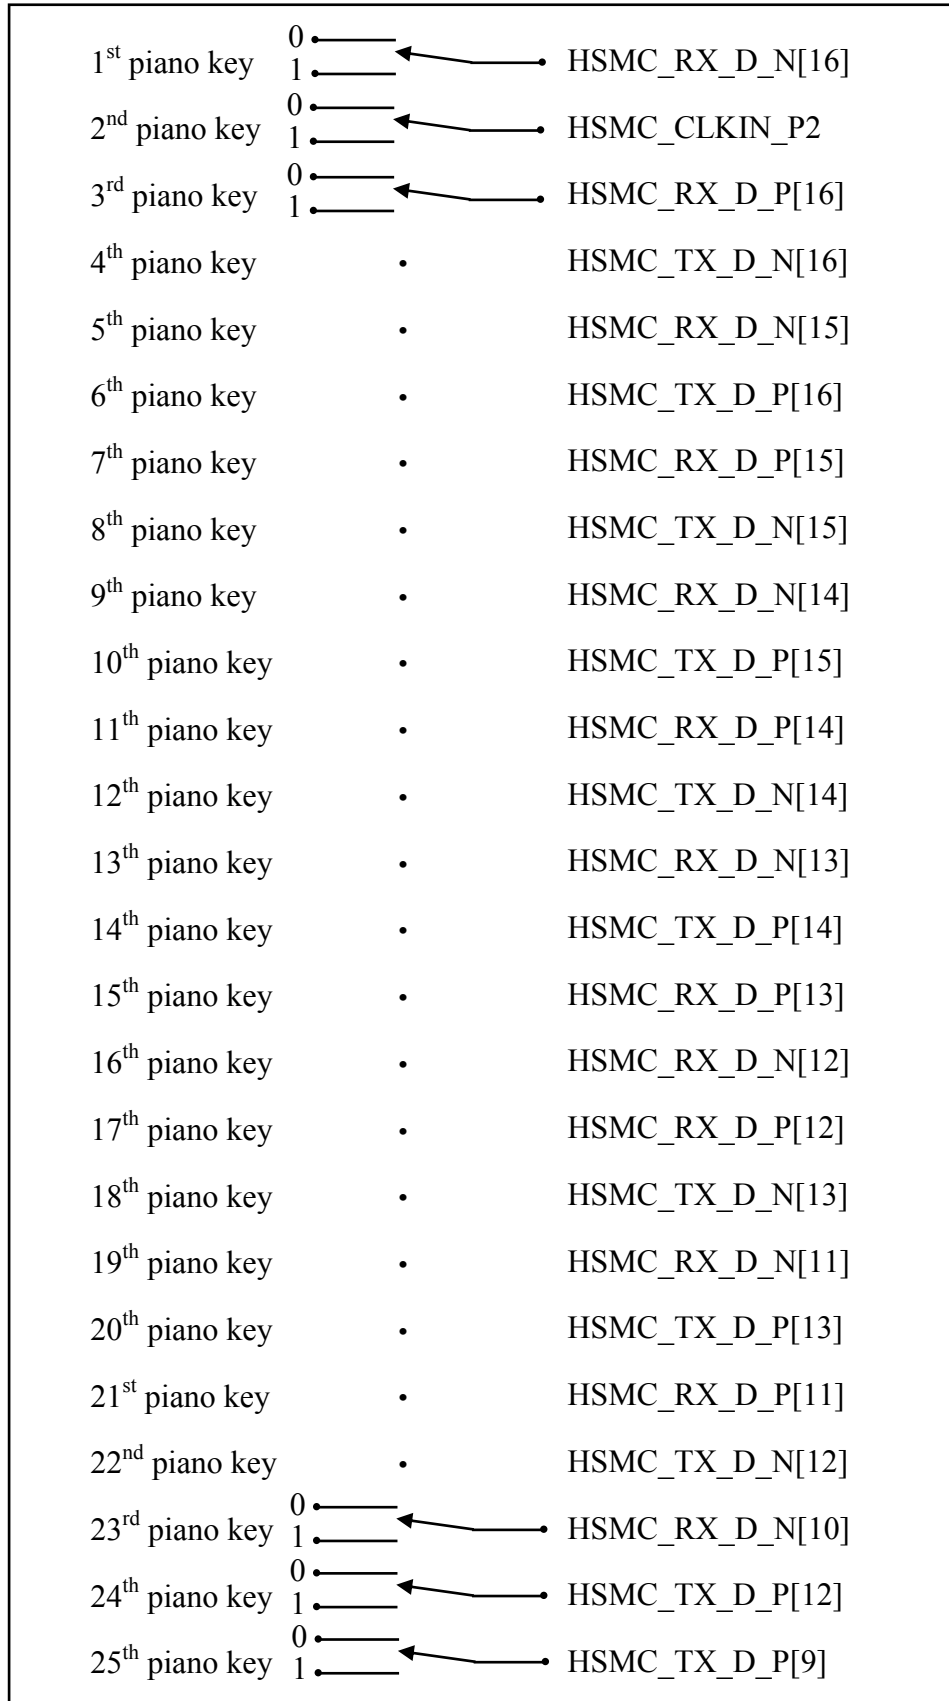 0
1st piano key HSMC_RX_D_N[16]
1
0
2nd piano key HSMC_CLKIN_P2
1
0
3rd piano key HSMC_RX_D_P[16]
1
4th piano key HSMC_TX_D_N[16]
5th piano key HSMC_RX_D_N[15]
6th piano key HSMC_TX_D_P[16]
7th piano key HSMC_RX_D_P[15]
8th piano key HSMC_TX_D_N[15]
9th piano key HSMC_RX_D_N[14]
10th piano key HSMC_TX_D_P[15]
11th piano key HSMC_RX_D_P[14]
12th piano key HSMC_TX_D_N[14]
13th piano key HSMC_RX_D_N[13]
14th piano key HSMC_TX_D_P[14]
15th piano key HSMC_RX_D_P[13]
16th piano key HSMC_RX_D_N[12]
17th piano key HSMC_RX_D_P[12]
18th piano key HSMC_TX_D_N[13]
19th piano key HSMC_RX_D_N[11]
20th piano key HSMC_TX_D_P[13]
21st piano key HSMC_RX_D_P[11]
22nd piano key HSMC_TX_D_N[12]
0
23rd piano key HSMC_RX_D_N[10]
1
0
24th piano key HSMC_TX_D_P[12]
1
0
25th piano key HSMC_TX_D_P[9]
1